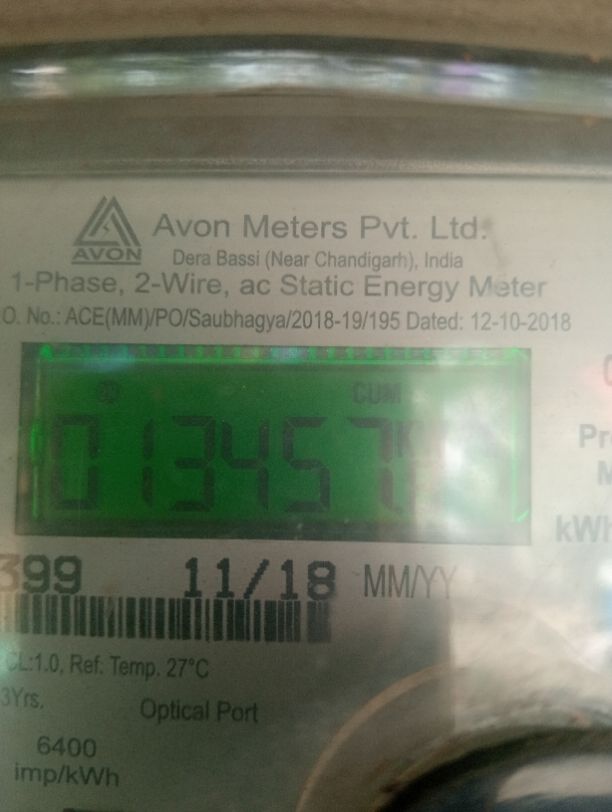 Avon Meters Pvt. Ltd.
AVON
Dera Bassi (Near Chandigarh), India
1-Phase, 2-Wire, ac Static Energy Meter
O. No.: ACE(MM)/PO/Saubhagya/2018-19/195 Dated: 12-10-2018
CUM
013457
kWh
399 11/18 MM/YY
CL:1.0, Ref. Temp. 27°C
3Yrs.
Optical Port
6400
imp/kWh